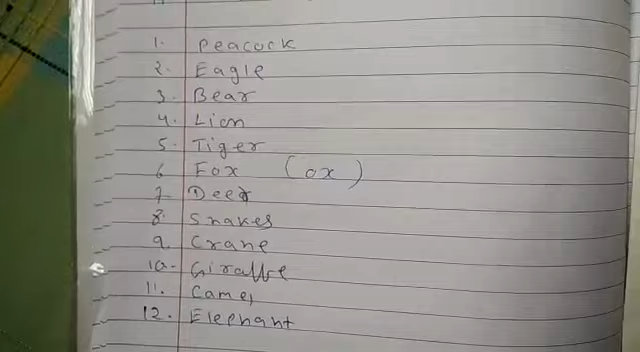 1. Peacock
2. Eagle
3. Bear
4. Lion
5. Tiger
6 Fox (ox)
7 Deer
8. Snakes
9. Crane
10. Giraffe
11. Camel
12. Elephant